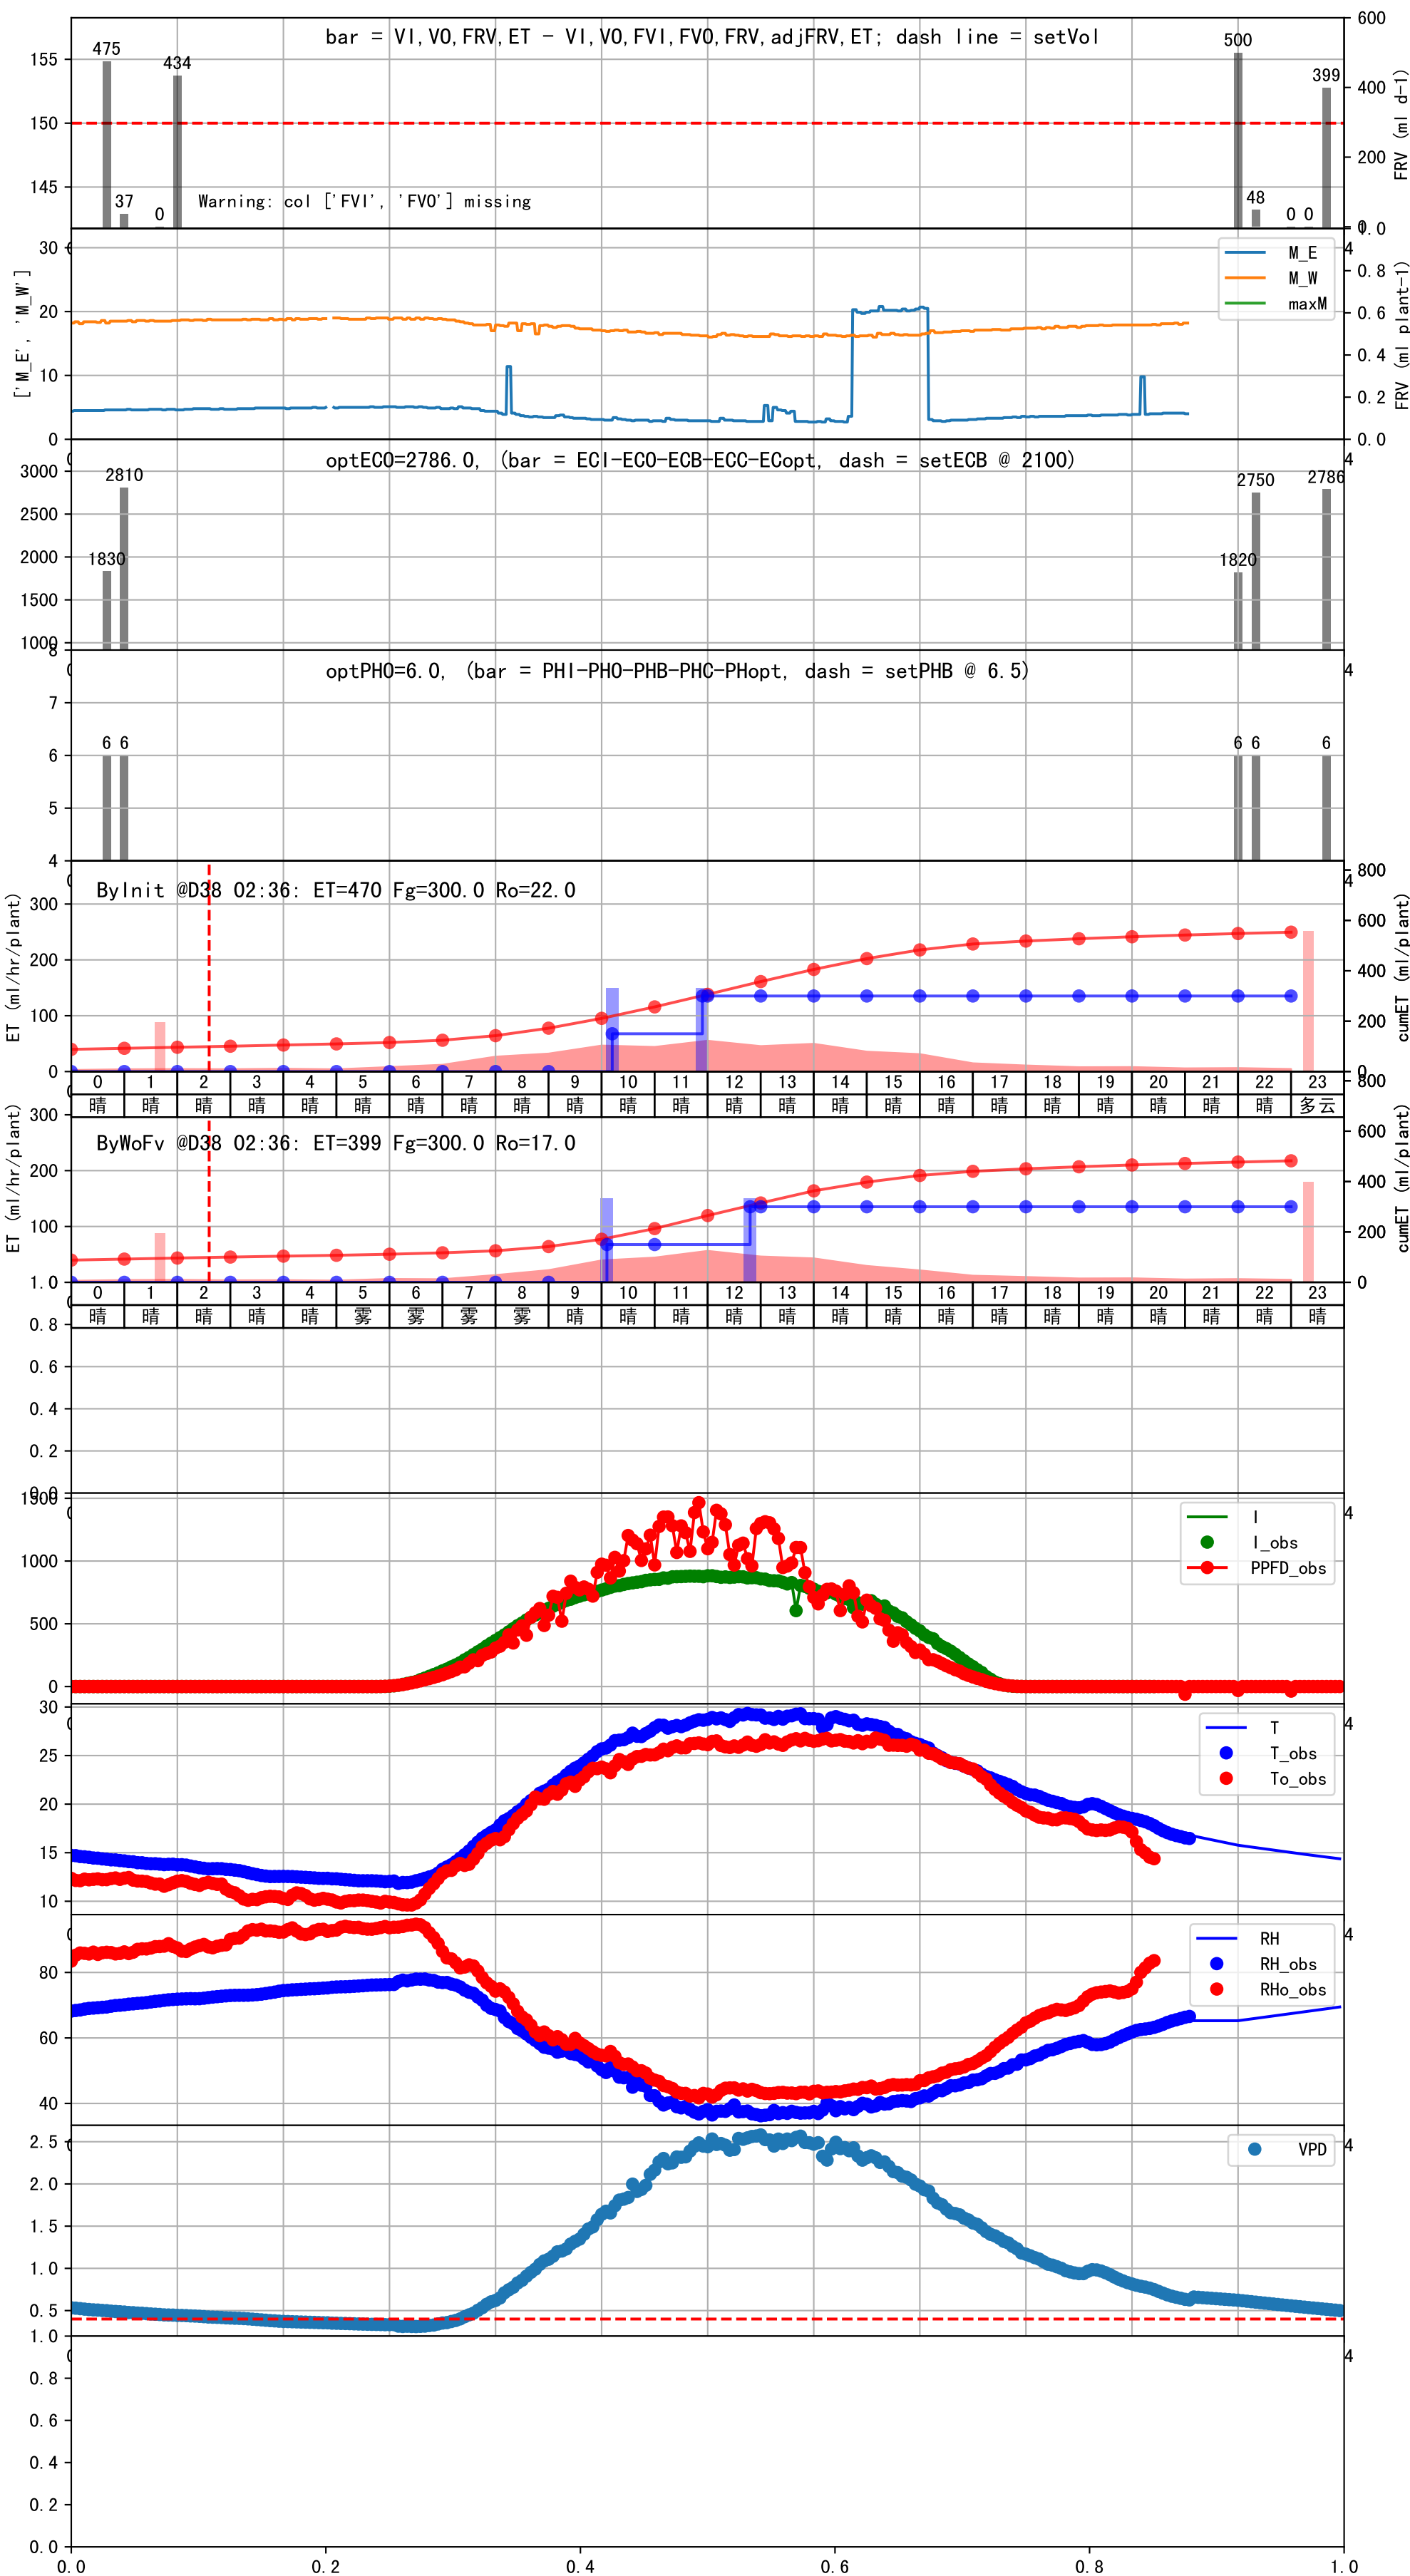 bar = VI,VO,FRV,ET - VI,VO,FVI,FVO,FRV,adjFRV,ET; dash line = setVol
475
37
0
434
500
48
0
0
399
Warning: col ['FVI', 'FVO'] missing
155
150
145
600
400
200
0
FRV (ml d-1)
['M_E', 'M_W']
30
20
10
0
M_E
M_W
maxM
1.0
0.8
0.6
0.4
0.2
0.0
FRV (ml plant-1)
optECO=2786.0, (bar = ECI-ECO-ECB-ECC-ECopt, dash = setECB @ 2100)
1830
2810
1820
2750
2786
3000
2500
2000
1500
1000
optPHO=6.0, (bar = PHI-PHO-PHB-PHC-PHopt, dash = setPHB @ 6.5)
6 6
6 6
6
8
7
6
5
4
ByInit @D38 02:36: ET=470 Fg=300.0 Ro=22.0
ET (ml/hr/plant)
300
200
100
0
800
600
400
200
0
cumET (ml/plant)
0 1 2 3 4 5 6 7 8 9 10 11 12 13 14 15 16 17 18 19 20 21 22 23
晴 晴 晴 晴 晴 晴 晴 晴 晴 晴 晴 晴 晴 晴 晴 晴 晴 晴 晴 晴 晴 晴 晴 多云
ByWoFv @D38 02:36: ET=399 Fg=300.0 Ro=17.0
ET (ml/hr/plant)
300
200
100
800
600
400
200
0
cumET (ml/plant)
0 1 2 3 4 5 6 7 8 9 10 11 12 13 14 15 16 17 18 19 20 21 22 23
晴 晴 晴 晴 晴 雾 雾 雾 雾 晴 晴 晴 晴 晴 晴 晴 晴 晴 晴 晴 晴 晴 晴 晴
1.0
0.8
0.6
0.4
0.2
0.0
1500
1000
500
0
I
I_obs
PPFD_obs
30
25
20
15
10
T
T_obs
To_obs
80
60
40
RH
RH_obs
RHo_obs
2.5
2.0
1.5
1.0
0.5
VPD
1.0
0.8
0.6
0.4
0.2
0.0
0.0 0.2 0.4 0.6 0.8 1.0